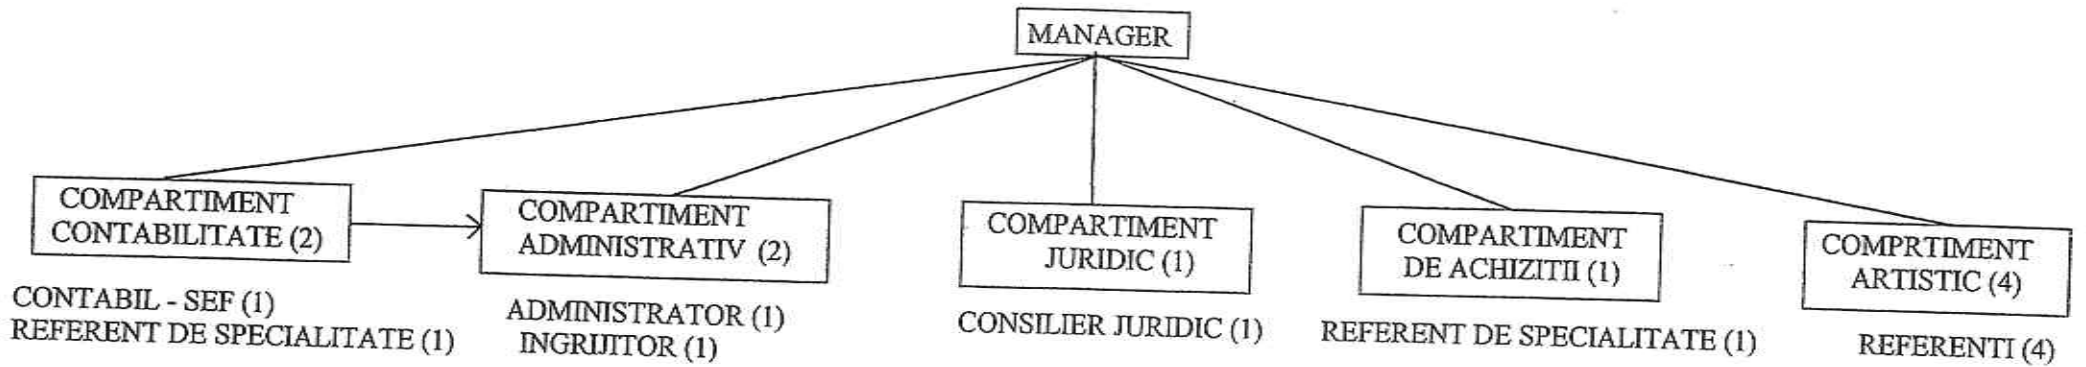 MANAGER
COMPARTIMENT
CONTABILITATE (2)
CONTABIL - SEF (1)
REFERENT DE SPECIALITATE (1)
COMPARTIMENT
ADMINISTRATIV (2)
ADMINISTRATOR (1)
INGRIJITOR (1)
COMPARTIMENT
JURIDIC (1)
CONSILIER JURIDIC (1)
COMPARTIMENT
DE ACHIZITII (1)
REFERENT DE SPECIALITATE (1)
COMPRTIMENT
ARTISTIC (4)
REFERENTI (4)